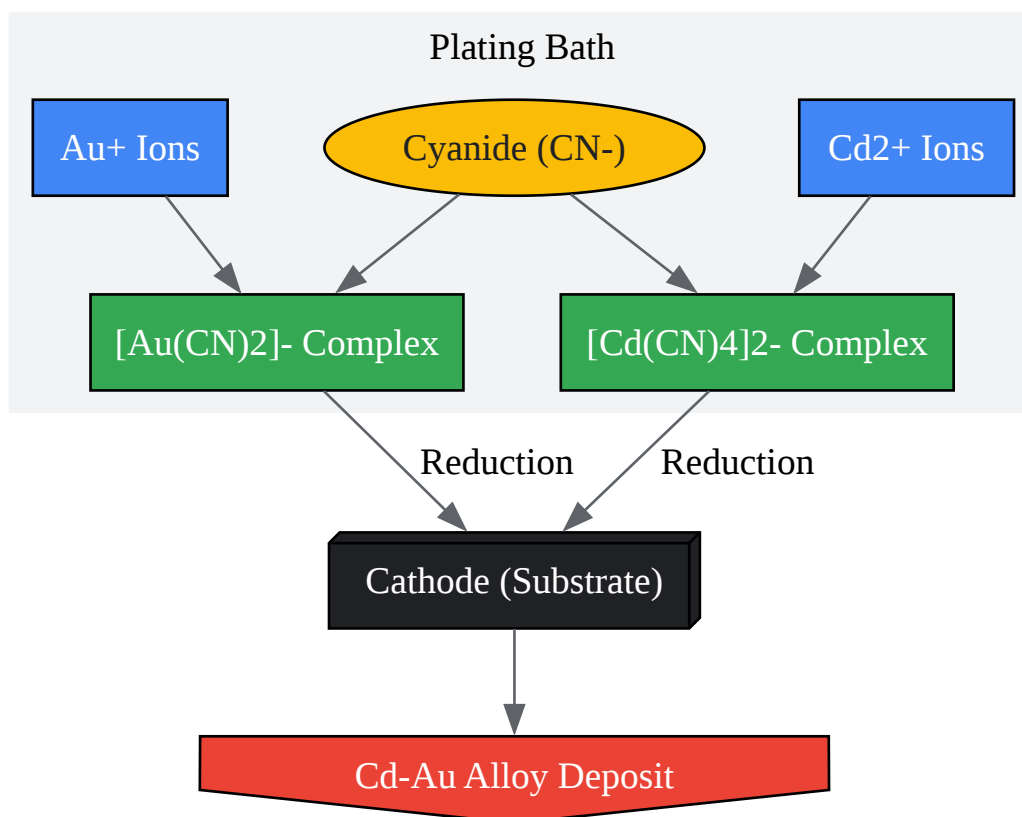 Plating Bath
Au+ Ions
Cyanide (CN-)
Cd2+ Ions
[Au(CN)2]- Complex
[Cd(CN)4]2- Complex
Reduction
Reduction
Cathode (Substrate)
Cd-Au Alloy Deposit